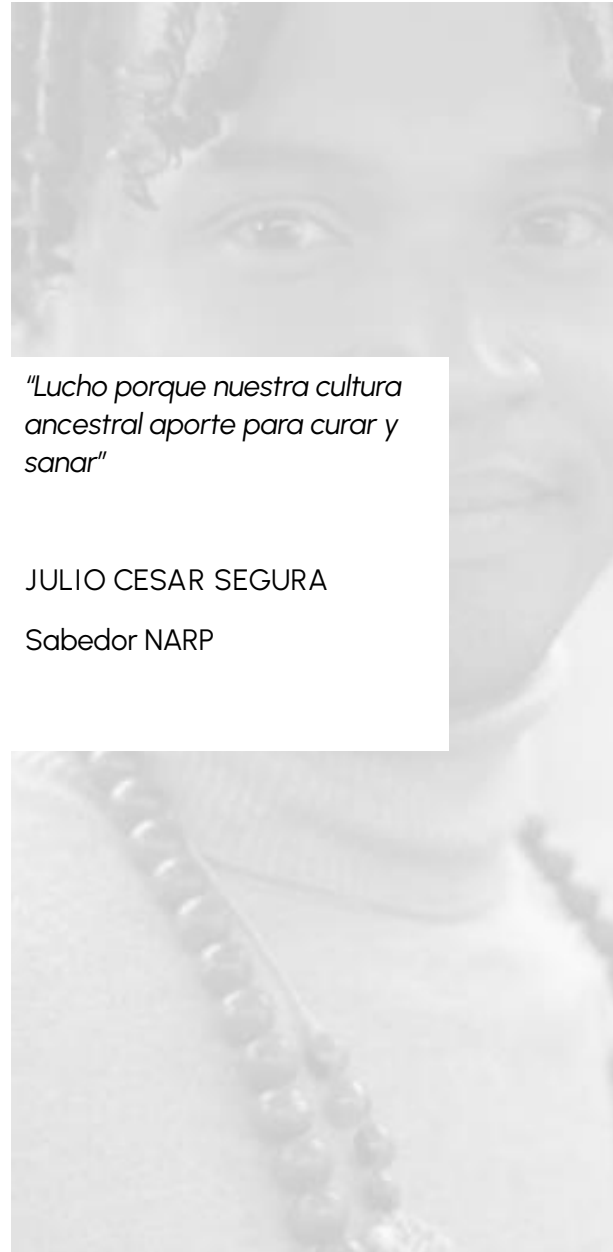 “Lucho porque nuestra cultura
ancestral aporte para curar y
sanar”
JULIO CESAR SEGURA
Sabedor NARP